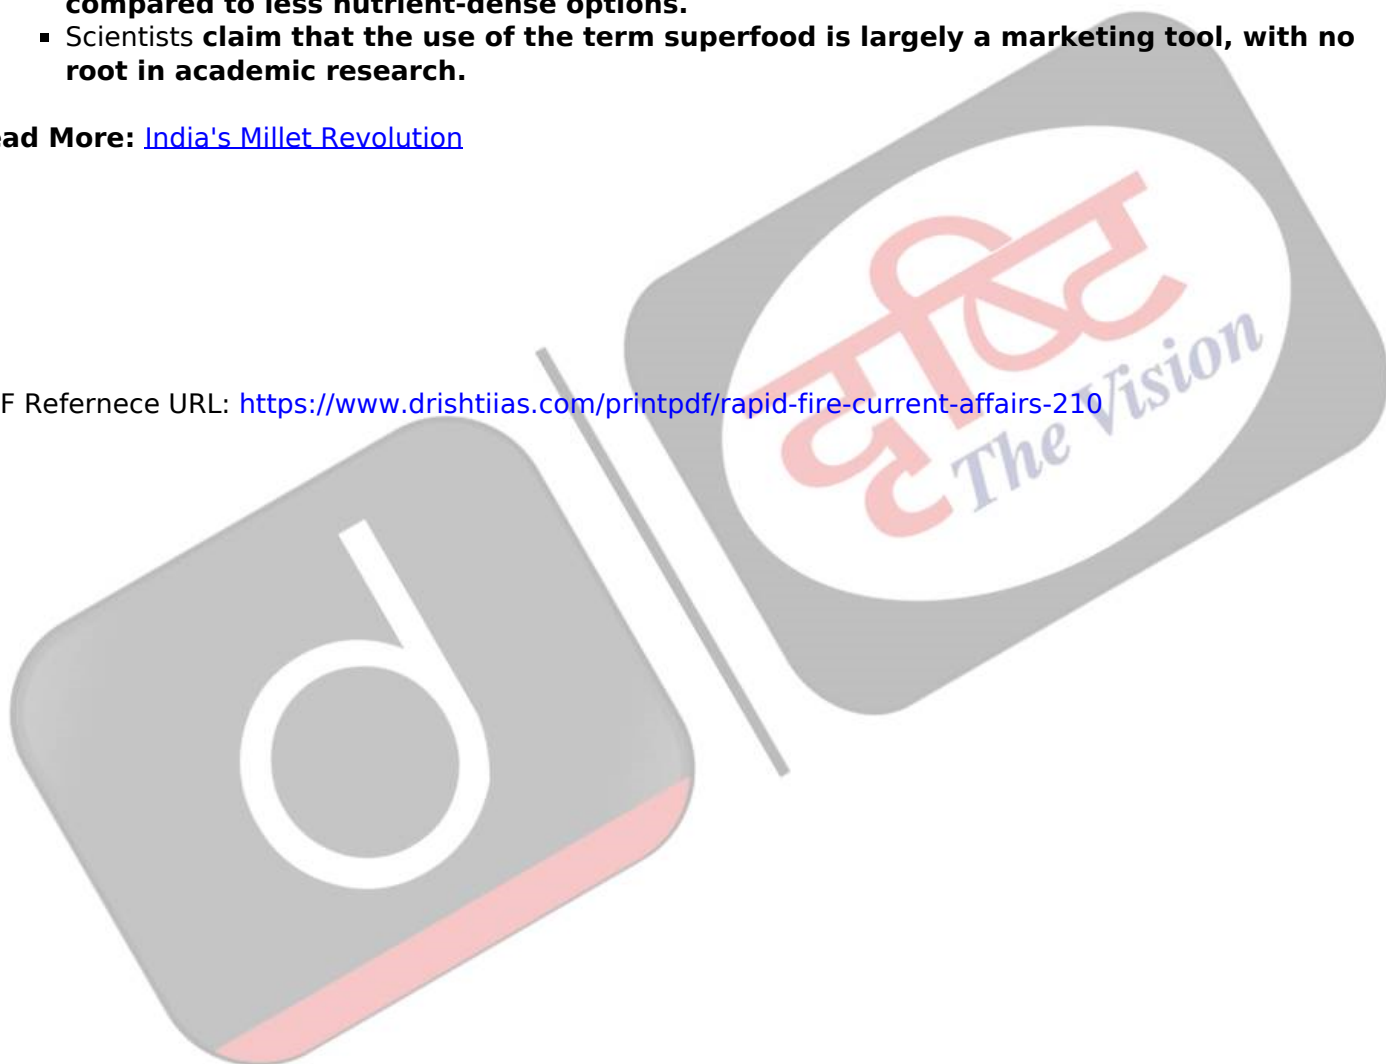 compared to less nutrient-dense options.
▪ Scientists claim that the use of the term superfood is largely a marketing tool, with no
root in academic research.
ead More: India's Millet Revolution
F Refernece URL: https://www.drishtiias.com/printpdf/rapid-fire-current-affairs-210
दृष्टि
The Vision
d